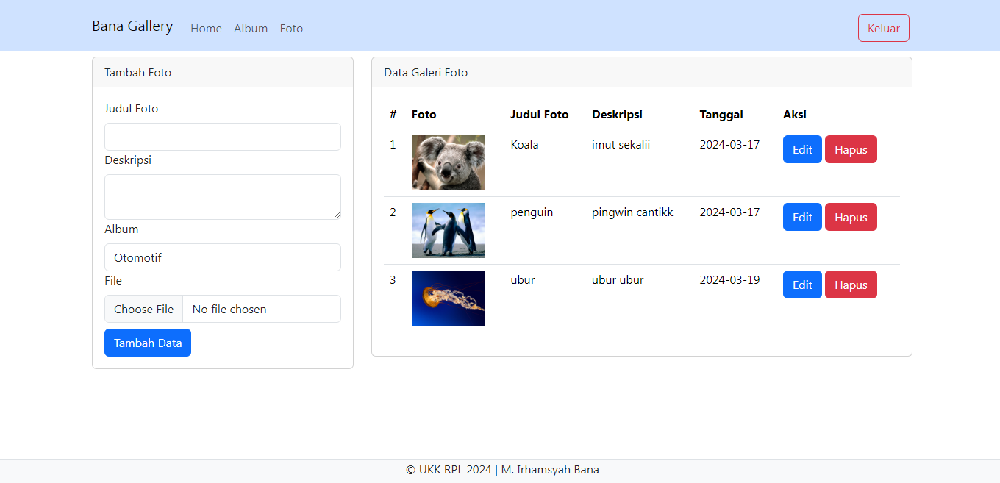 Bana Gallery Home Album Foto Keluar
Tambah Foto
Judul Foto
Deskripsi
Album
Otomotif
File
Choose File No file chosen
Tambah Data
Data Galeri Foto
# Foto Judul Foto Deskripsi Tanggal Aksi
1 Koala imut sekalii 2024-03-17 Edit Hapus
2 penguin pingwin cantikk 2024-03-17 Edit Hapus
3 ubur ubur ubur 2024-03-19 Edit Hapus
© UKK RPL 2024 | M. Irhamsyah Bana